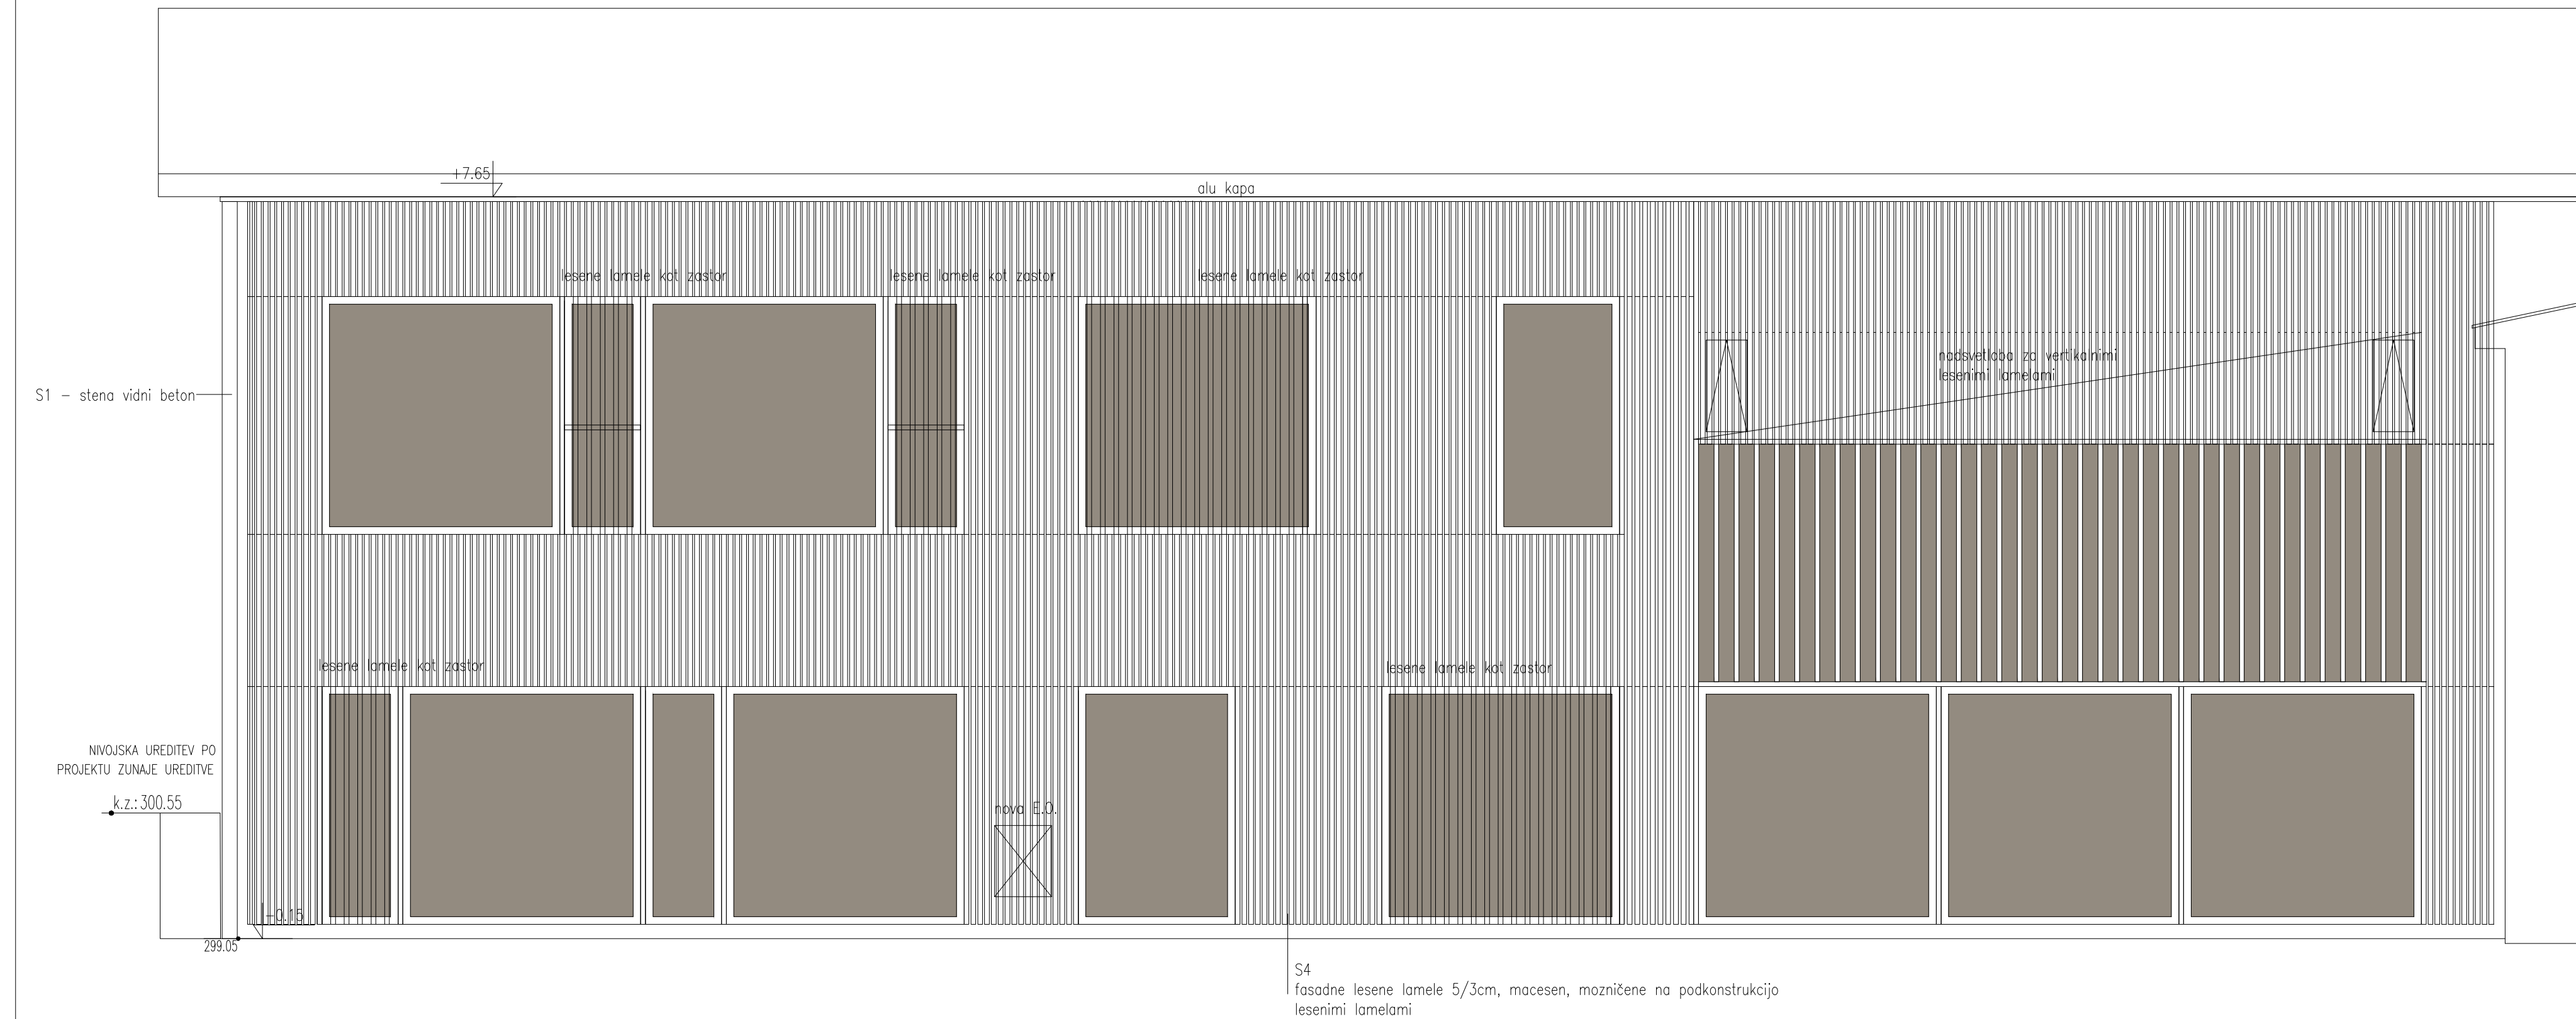 +7.65
alu kapa
lesene lamele kot zastor
lesene lamele kot zastor
lesene lamele kot zastor
nadsvetloba za vertikalnimi
lesenimi lamelami
S1 - stena vidni beton
lesene lamele kot zastor
lesene lamele kot zastor
NIVOJSKA UREDITEV PO
PROJEKTU ZUNAJE UREDITVE
k.z.:300.55
nova E.O.
-0.15
299.05
S4
fasadne lesene lamele 5/3cm, macesen, mozničene na podkonstrukcijo
lesenimi lamelami